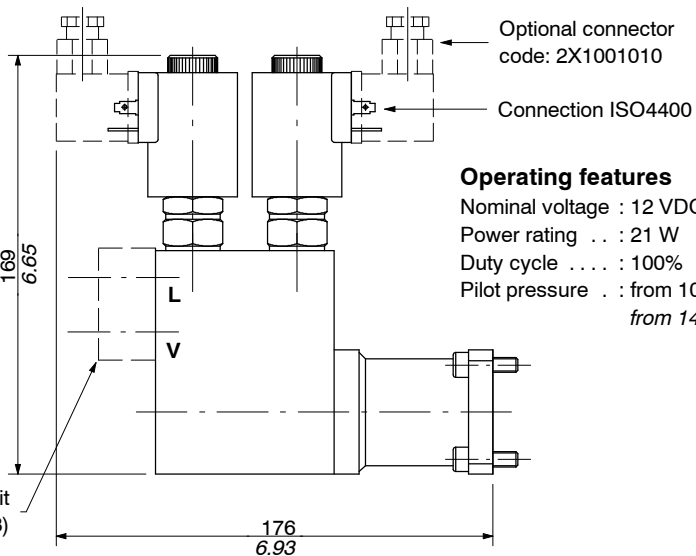 Optional connector
code: 2X1001010
Connection ISO4400
Operating features
Nominal voltage : 12 VDC
Power rating . . : 21 W
Duty cycle . . . . : 100%
Pilot pressure . : from 10
from 14
169
6.65
L
V
176
6.93